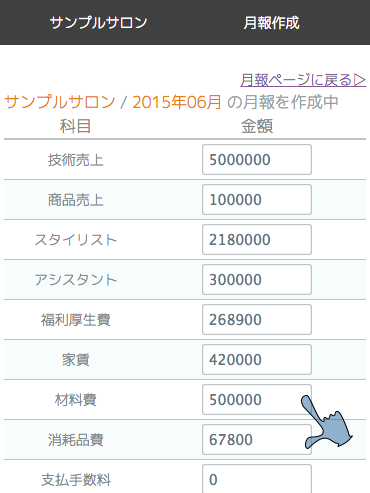 サンプルサロン 月報作成
月報ページに戻る▷
サンプルサロン / 2015年06月 の月報を作成中
科目 金額
技術売上 5000000
商品売上 100000
スタイリスト 2180000
アシスタント 300000
福利厚生費 268900
家賃 420000
材料費 500000
消耗品費 67800
支払手数料 0